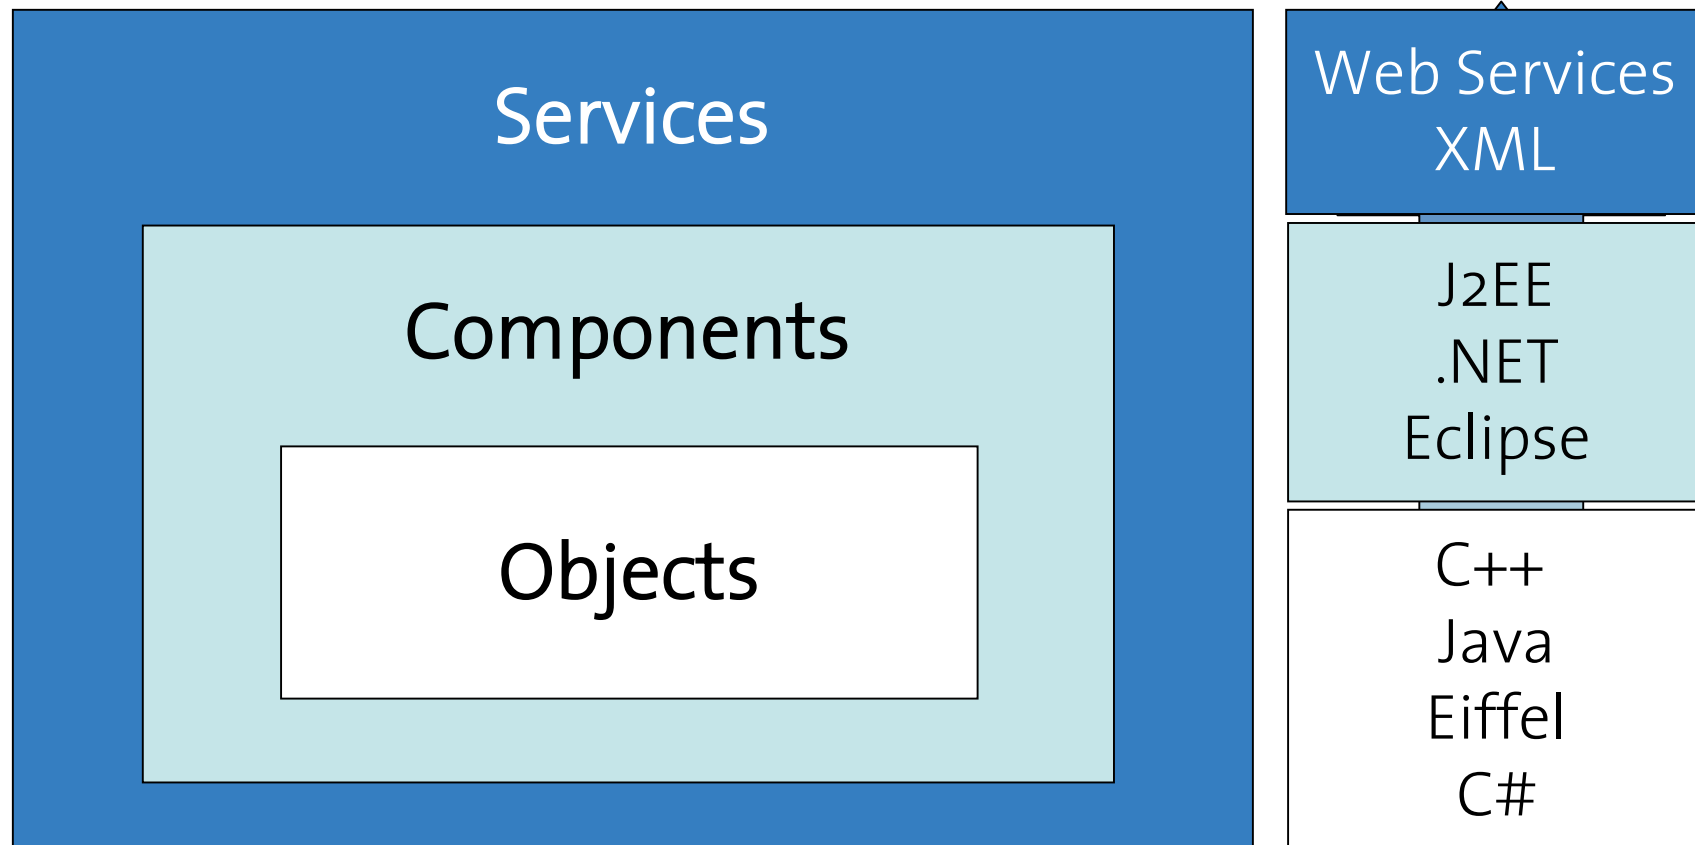 Services
Components
Objects
Web Services
XML
J2EE
.NET
Eclipse
C++
Java
Eiffel
C#